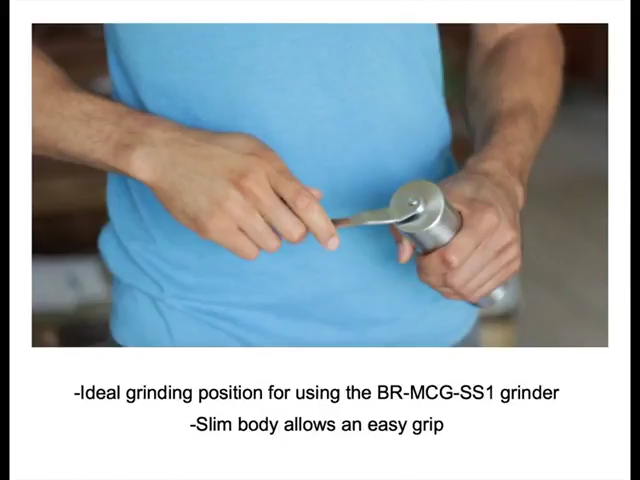 -Ideal grinding position for using the BR-MCG-SS1 grinder
-Slim body allows an easy grip